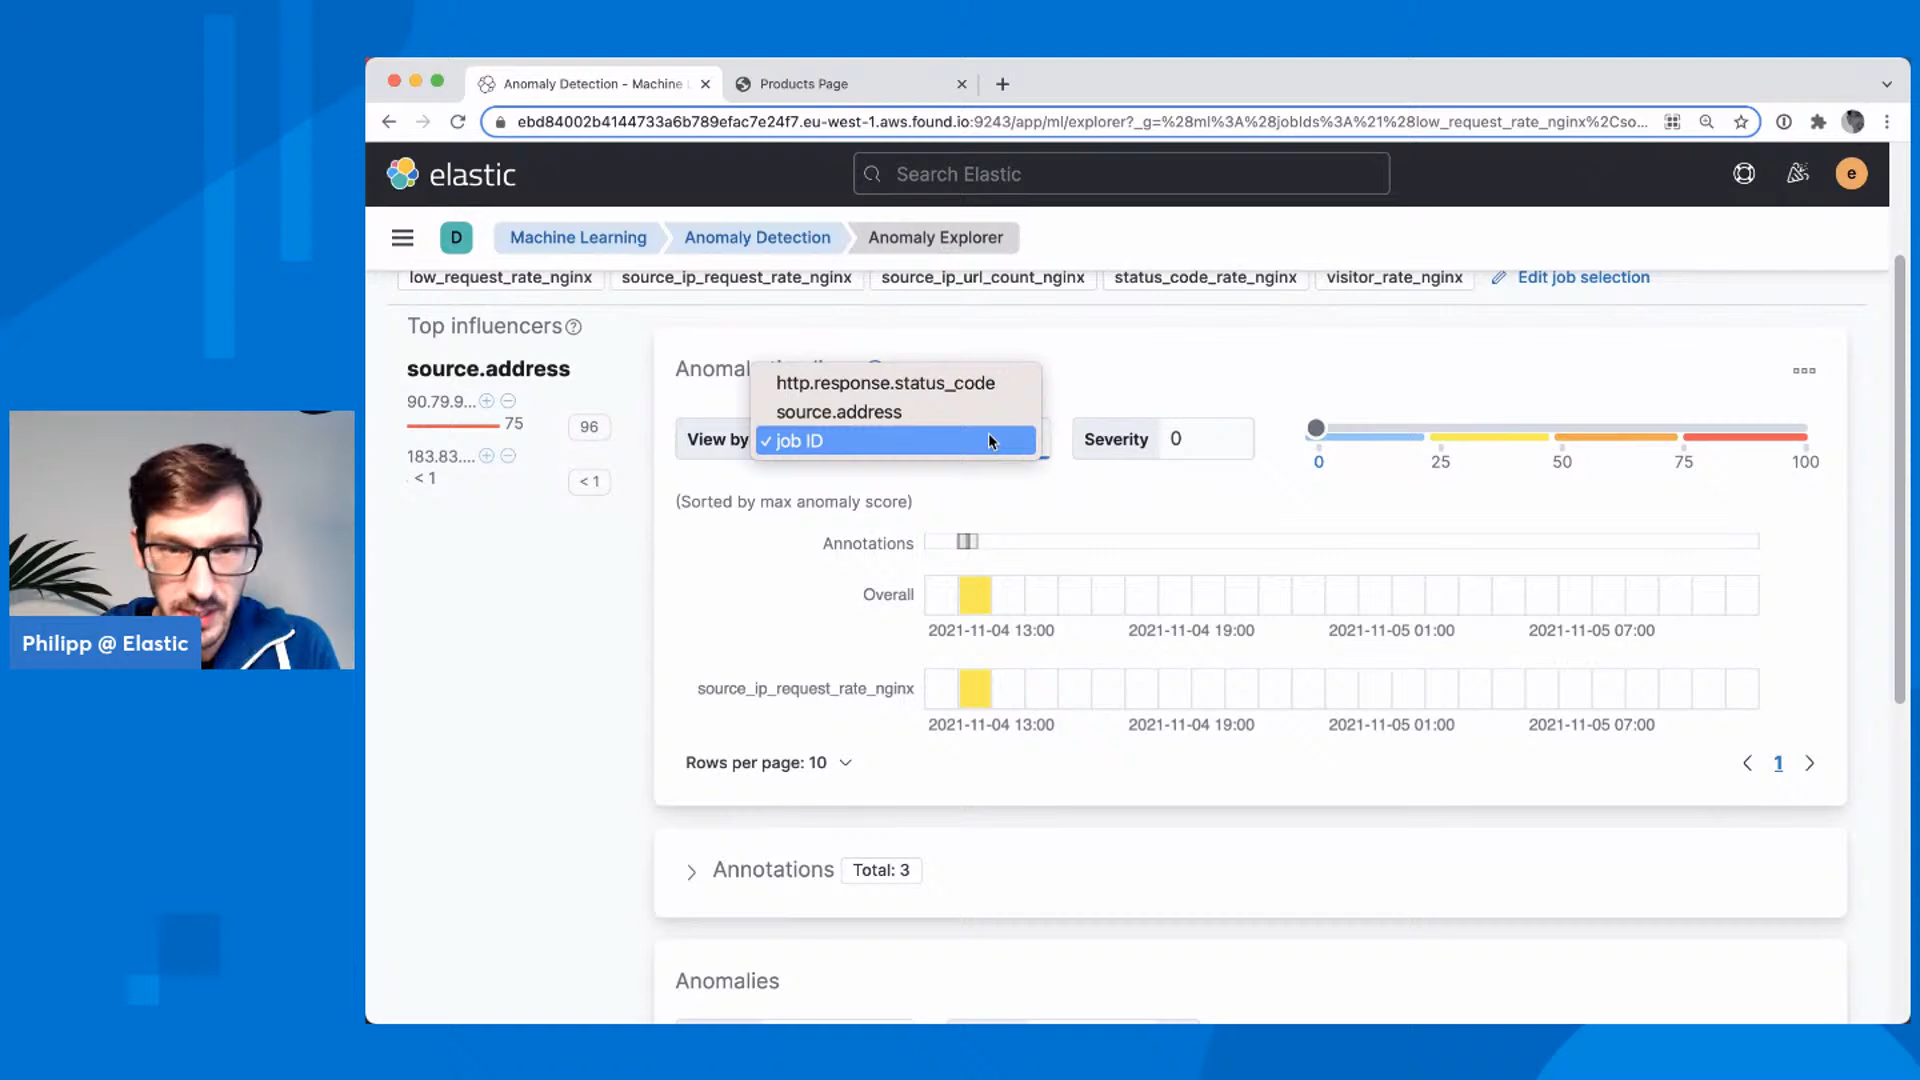 Anomaly Detection - Machine L
Products Page
ebd84002b4144733a6b789efac7e24f7.eu-west-1.aws.found.io:9243/app/ml/explorer?_g=%28ml%3A%28jobIds%3A%21%28low_request_rate_nginx%2Cso...
elastic
Search Elastic
e
D
Machine Learning
Anomaly Detection
Anomaly Explorer
low_request_rate_nginx
source_ip_request_rate_nginx
source_ip_url_count_nginx
status_code_rate_nginx
visitor_rate_nginx
Edit job selection
Top influencers
source.address
90.79.9...
75
96
183.83....
< 1
< 1
Anomal
http.response.status_code
source.address
View by
✓ job ID
Severity
0
0
25
50
75
100
(Sorted by max anomaly score)
Annotations
Overall
2021-11-04 13:00
2021-11-04 19:00
2021-11-05 01:00
2021-11-05 07:00
source_ip_request_rate_nginx
2021-11-04 13:00
2021-11-04 19:00
2021-11-05 01:00
2021-11-05 07:00
Rows per page: 10
1
Annotations
Total: 3
Anomalies
Philipp @ Elastic